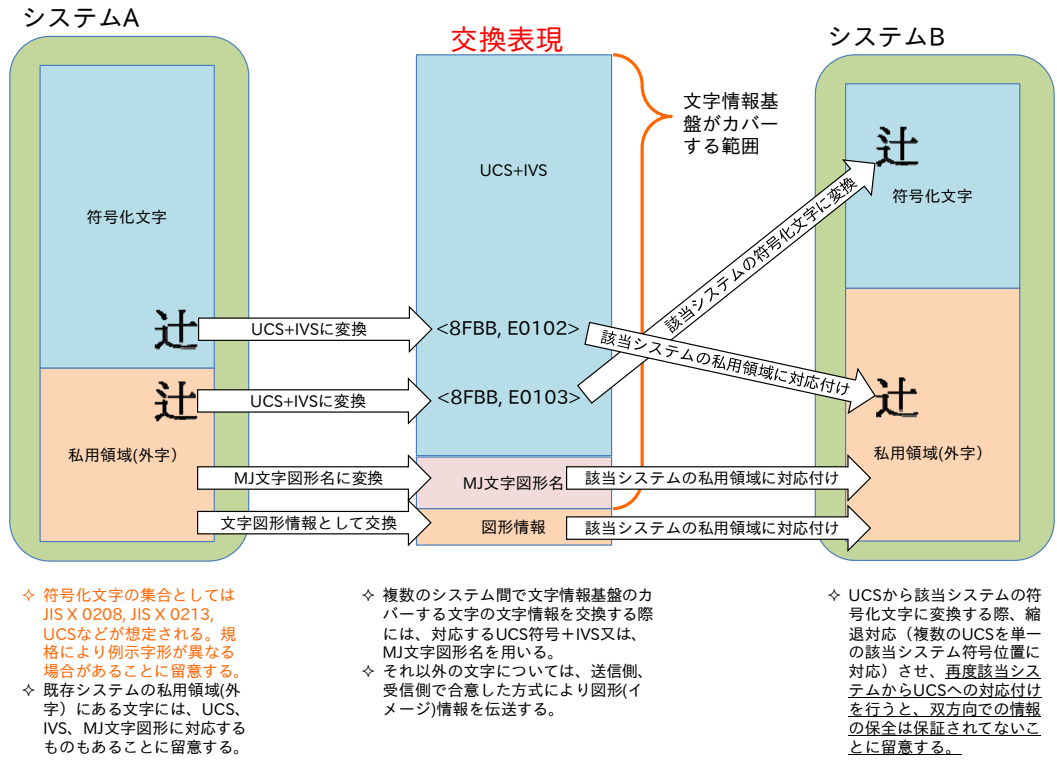 システムA
交換表現
システムB
文字情報基
盤がカバー
する範囲
UCS+IVS
符号化文字
符号化文字
辻
辻
辻
辻
UCS+IVSに変換
<8FBB, E0102>
該当システムの符号化文字に変換
該当システムの私用領域に対応付け
UCS+IVSに変換
<8FBB, E0103>
私用領域(外字）
私用領域(外字）
MJ文字図形名に変換
MJ文字図形名
該当システムの私用領域に対応付け
文字図形情報として交換
図形情報
該当システムの私用領域に対応付け
✧ 符号化文字の集合としては
JIS X 0208, JIS X 0213,
UCSなどが想定される。規
格により例示字形が異なる
場合があることに留意する。
✧ 既存システムの私用領域(外
字）にある文字には、UCS、
IVS、MJ文字図形に対応する
ものもあることに留意する。
✧ 複数のシステム間で文字情報基盤のカ
バーする文字の文字情報を交換する際
には、対応するUCS符号＋IVS又は、
MJ文字図形名を用いる。
✧ それ以外の文字については、送信側、
受信側で合意した方式により図形(イ
メージ)情報を伝送する。
✧ UCSから該当システムの符
号化文字に変換する際、縮
退対応（複数のUCSを単一
の該当システム符号位置に
対応）させ、再度該当シス
テムからUCSへの対応付け
を行うと、双方向での情報
の保全は保証されてないこ
とに留意する。